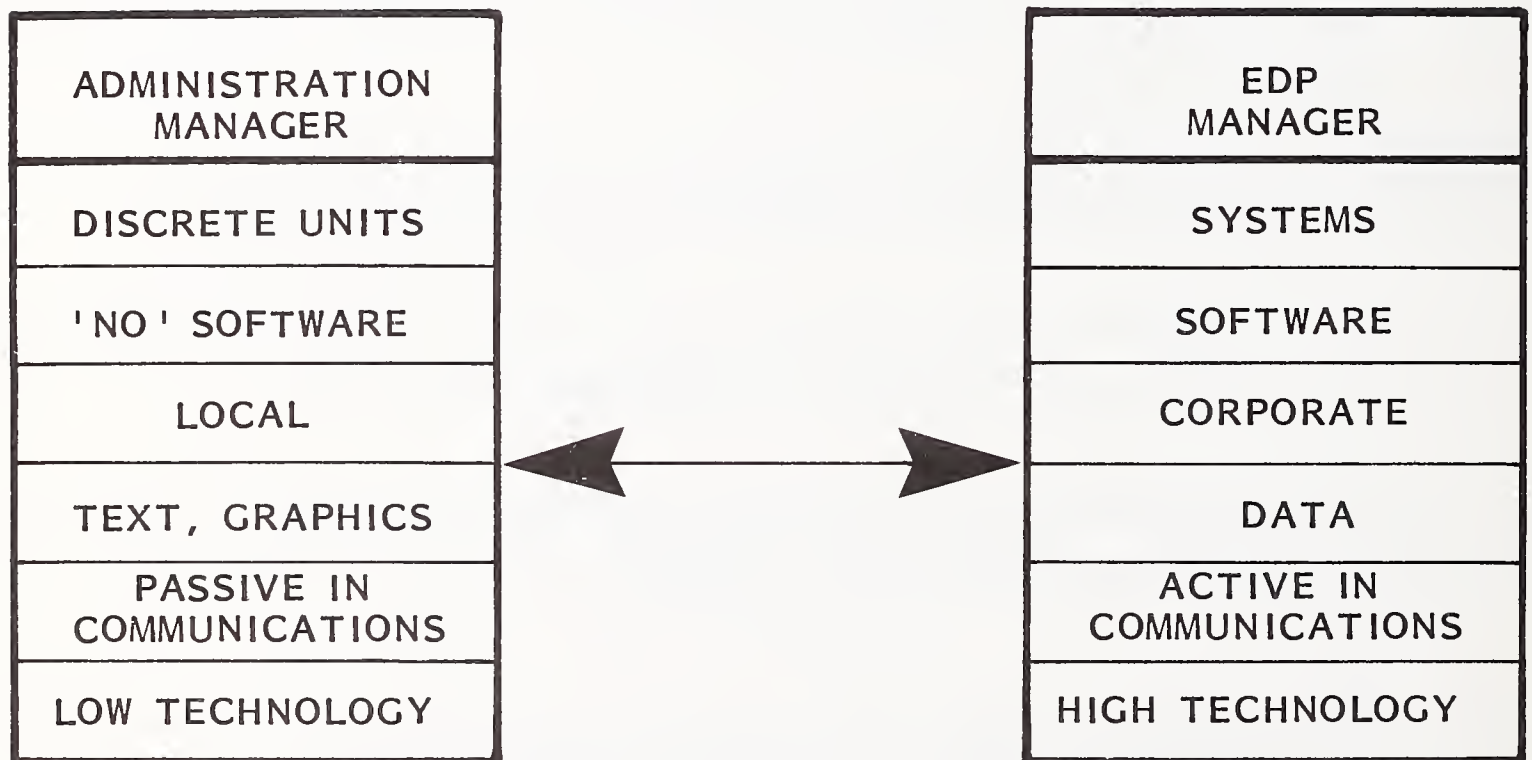 ADMINISTRATION
MANAGER
DISCRETE UNITS
'NO' SOFTWARE
LOCAL
TEXT, GRAPHICS
PASSIVE IN
COMMUNICATIONS
LOW TECHNOLOGY
EDP
MANAGER
SYSTEMS
SOFTWARE
CORPORATE
DATA
ACTIVE IN
COMMUNICATIONS
HIGH TECHNOLOGY